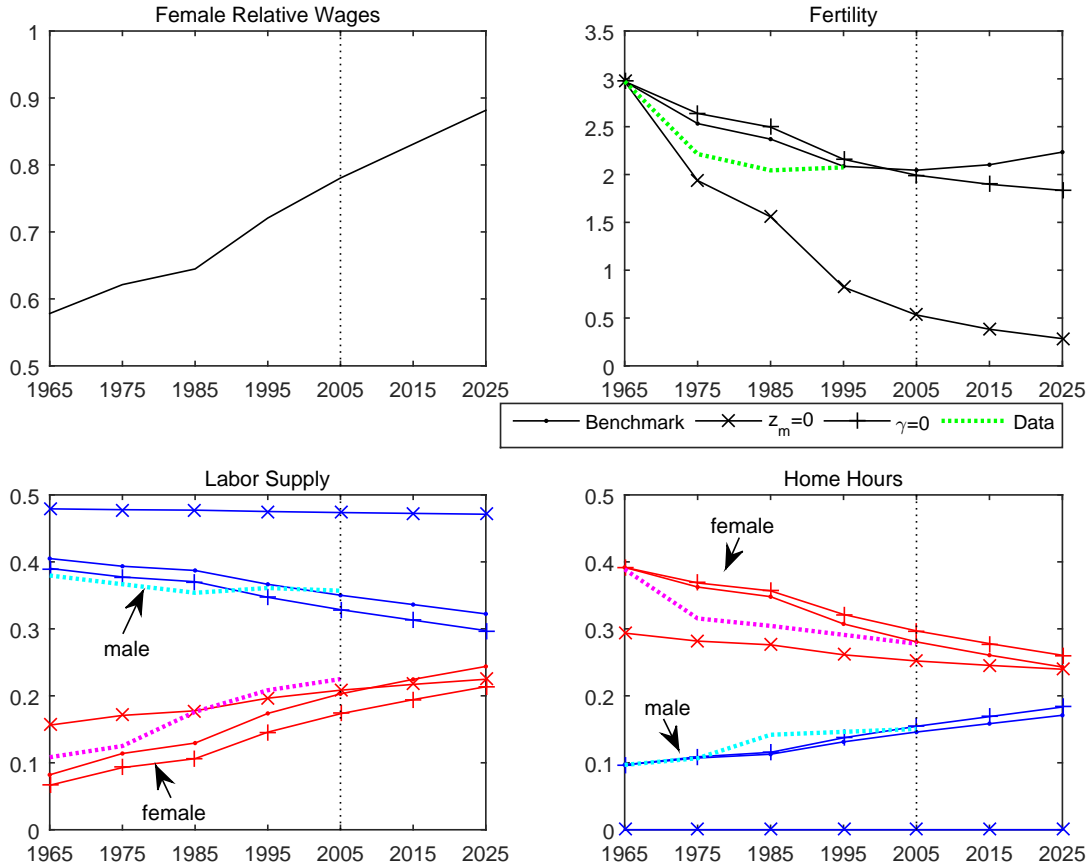 Female Relative Wages
1
0.9
0.8
0.7
0.6
0.5
1965 1975 1985 1995 2005 2015 2025
Fertility
3.5
3
2.5
2
1.5
1
0.5
0
1965 1975 1985 1995 2005 2015 2025
Benchmark z_m=0 γ=0 Data
Labor Supply
0.5
0.4
0.3
0.2
0.1
0
male
female
1965 1975 1985 1995 2005 2015 2025
Home Hours
0.5
0.4
0.3
0.2
0.1
0
female
male
1965 1975 1985 1995 2005 2015 2025